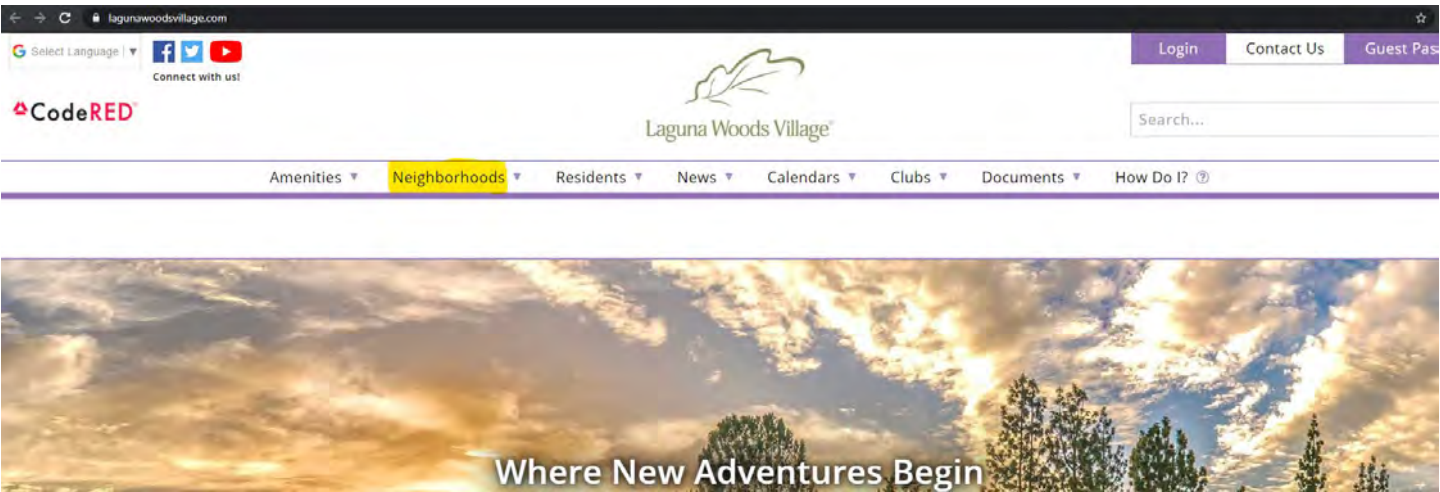 lagunawoodsvillage.com
Select Language
Connect with us!
CodeRED
Laguna Woods Village®
Login Contact Us Guest Pas
Search...
Amenities Neighborhoods Residents News Calendars Clubs Documents How Do I?
Where New Adventures Begin